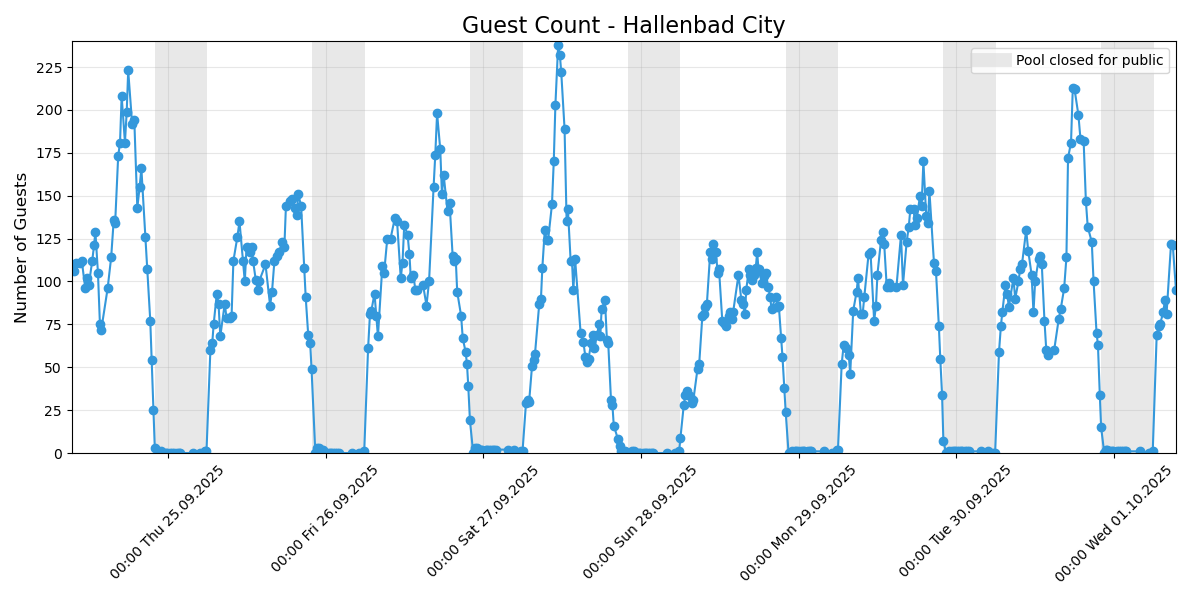 Guest Count - Hallenbad City
Pool closed for public
Number of Guests
225
200
175
150
125
100
75
50
25
0
00:00 Thu 25.09.2025
00:00 Fri 26.09.2025
00:00 Sat 27.09.2025
00:00 Sun 28.09.2025
00:00 Mon 29.09.2025
00:00 Tue 30.09.2025
00:00 Wed 01.10.2025